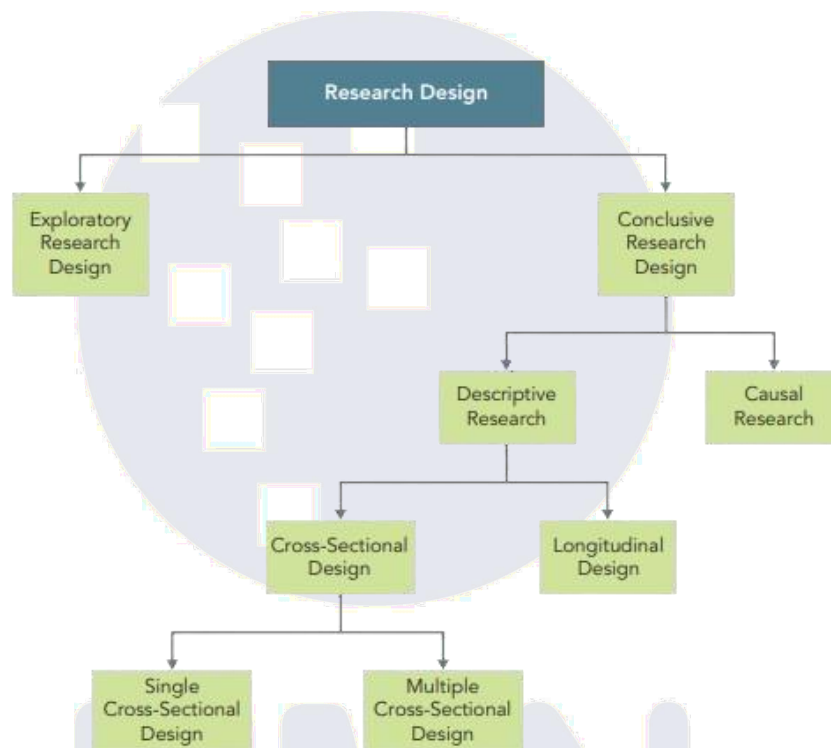 Research Design
Exploratory
Research
Design
Conclusive
Research
Design
Descriptive
Research
Causal
Research
Cross-Sectional
Design
Longitudinal
Design
Single
Cross-Sectional
Design
Multiple
Cross-Sectional
Design